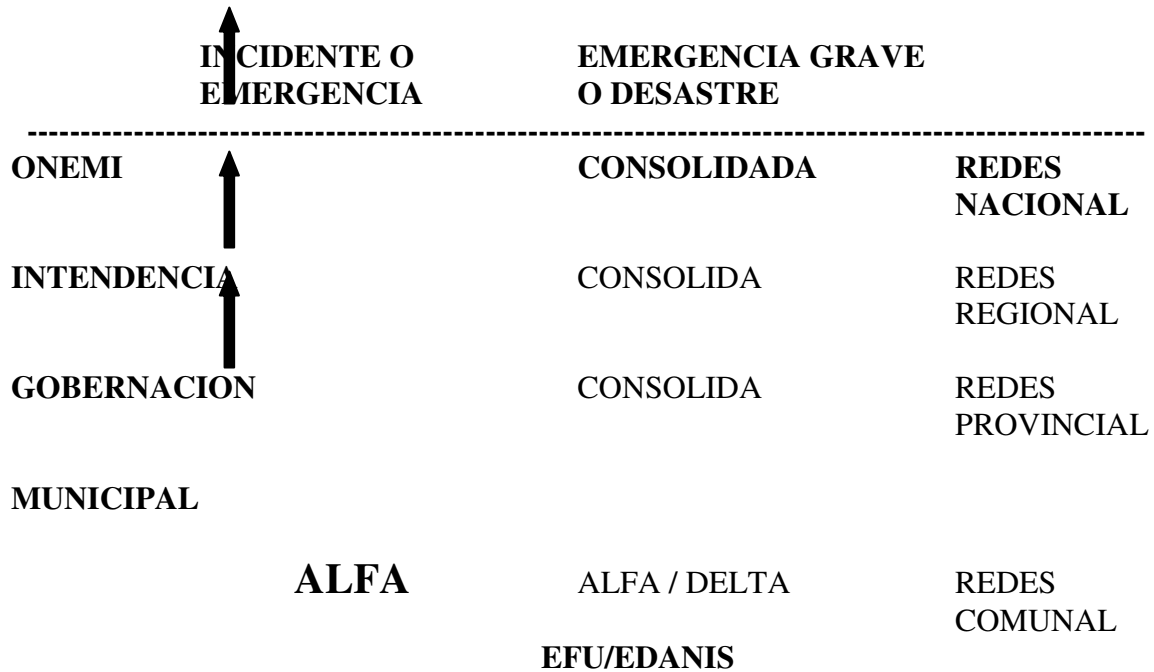 INCIDENTE O EMERGENCIA GRAVE
EMERGENCIA O DESASTRE
--------------------------------------------------------------------------------------------------------
ONEMI CONSOLIDADA REDES
NACIONAL
INTENDENCIA CONSOLIDA REDES
REGIONAL
GOBERNACION CONSOLIDA REDES
PROVINCIAL
MUNICIPAL
ALFA ALFA / DELTA REDES
COMUNAL
EFU/EDANIS